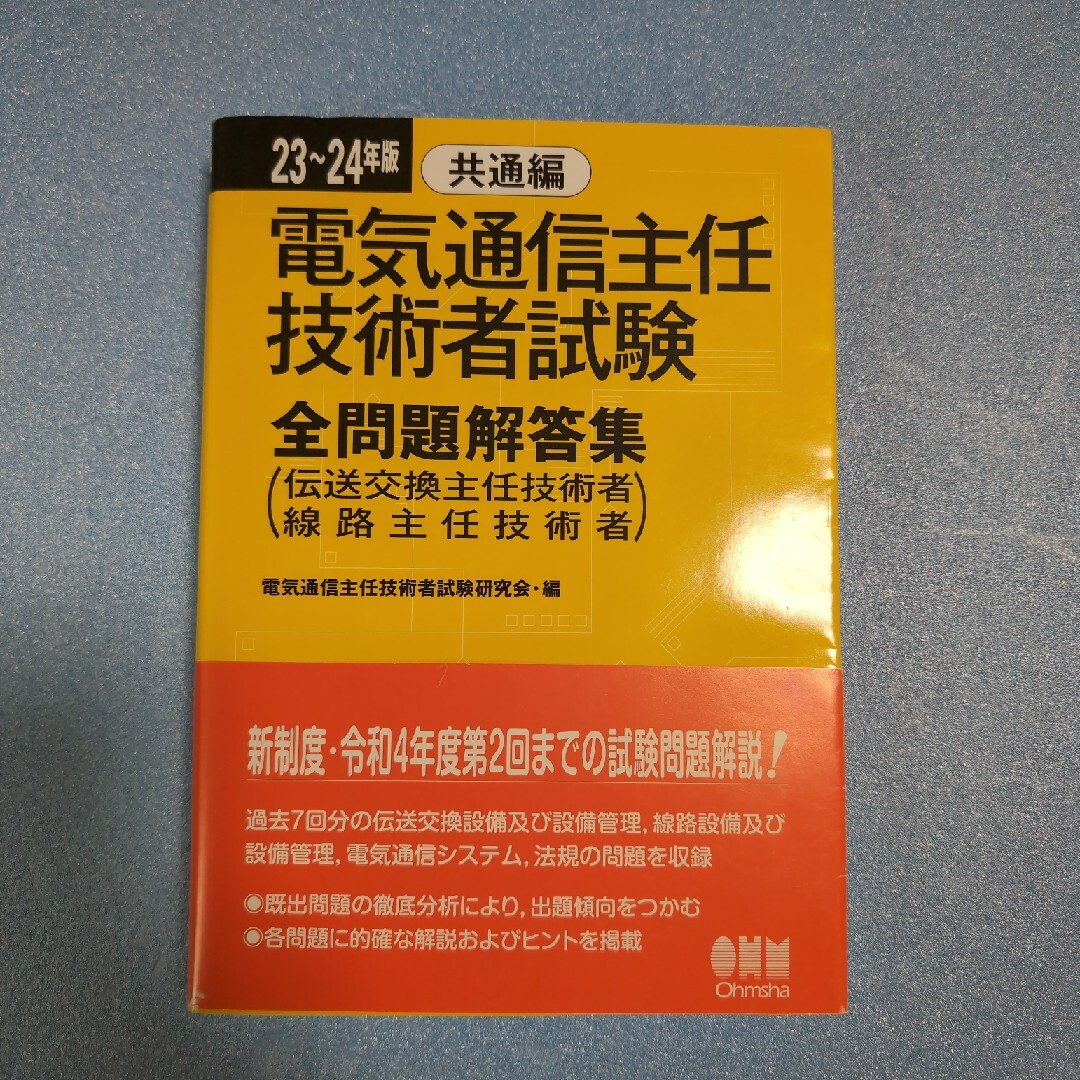 23~24年版
共通編
電気通信主任
技術者試験
全問題解答集
(伝送交換主任技術者
線路主任技術者)
電気通信主任技術者試験研究会・編
新制度・令和4年度第2回までの試験問題解説!
過去7回分の伝送交換設備及び設備管理,線路設備及び
設備管理,電気通信システム,法規の問題を収録
●既出問題の徹底分析により,出題傾向をつかむ
●各問題に的確な解説およびヒントを掲載
OHM
Ohmsha